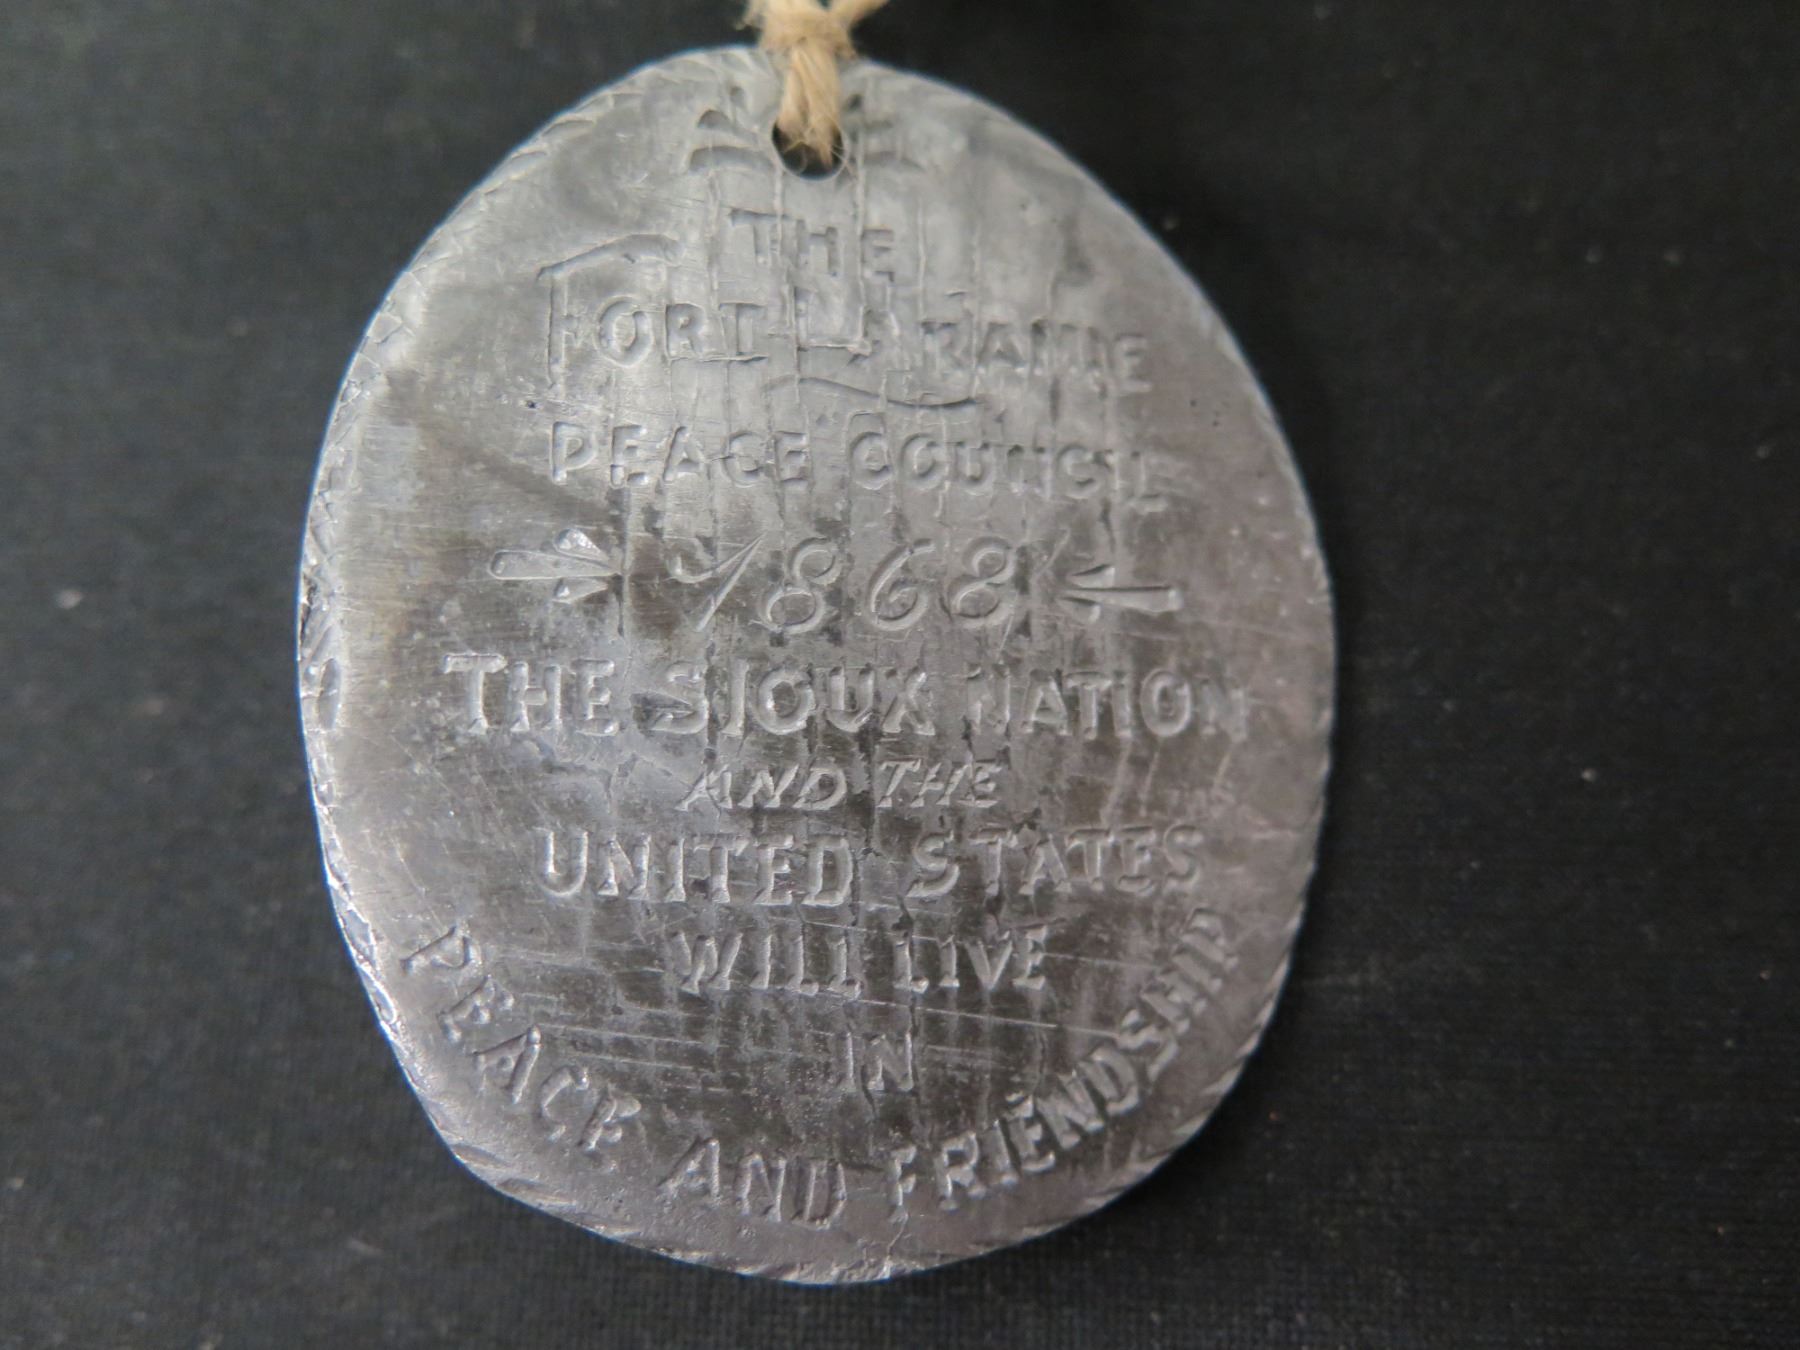 THE
FORT LARAMIE
PEACE COUNCIL
1868
THE SIOUX NATION
AND THE
UNITED STATES
WILL LIVE
IN
PEACE AND FRIENDSHIP